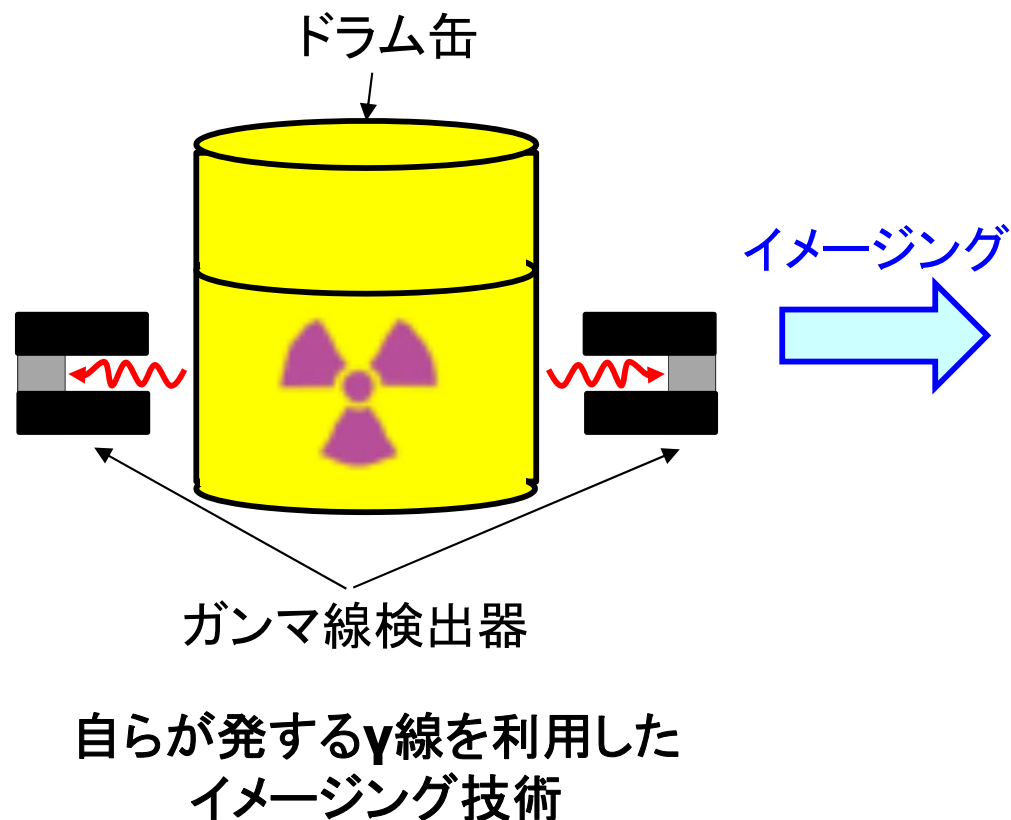 ドラム缶
イメージング
ガンマ線検出器
自らが発するγ線を利用した
イメージング技術